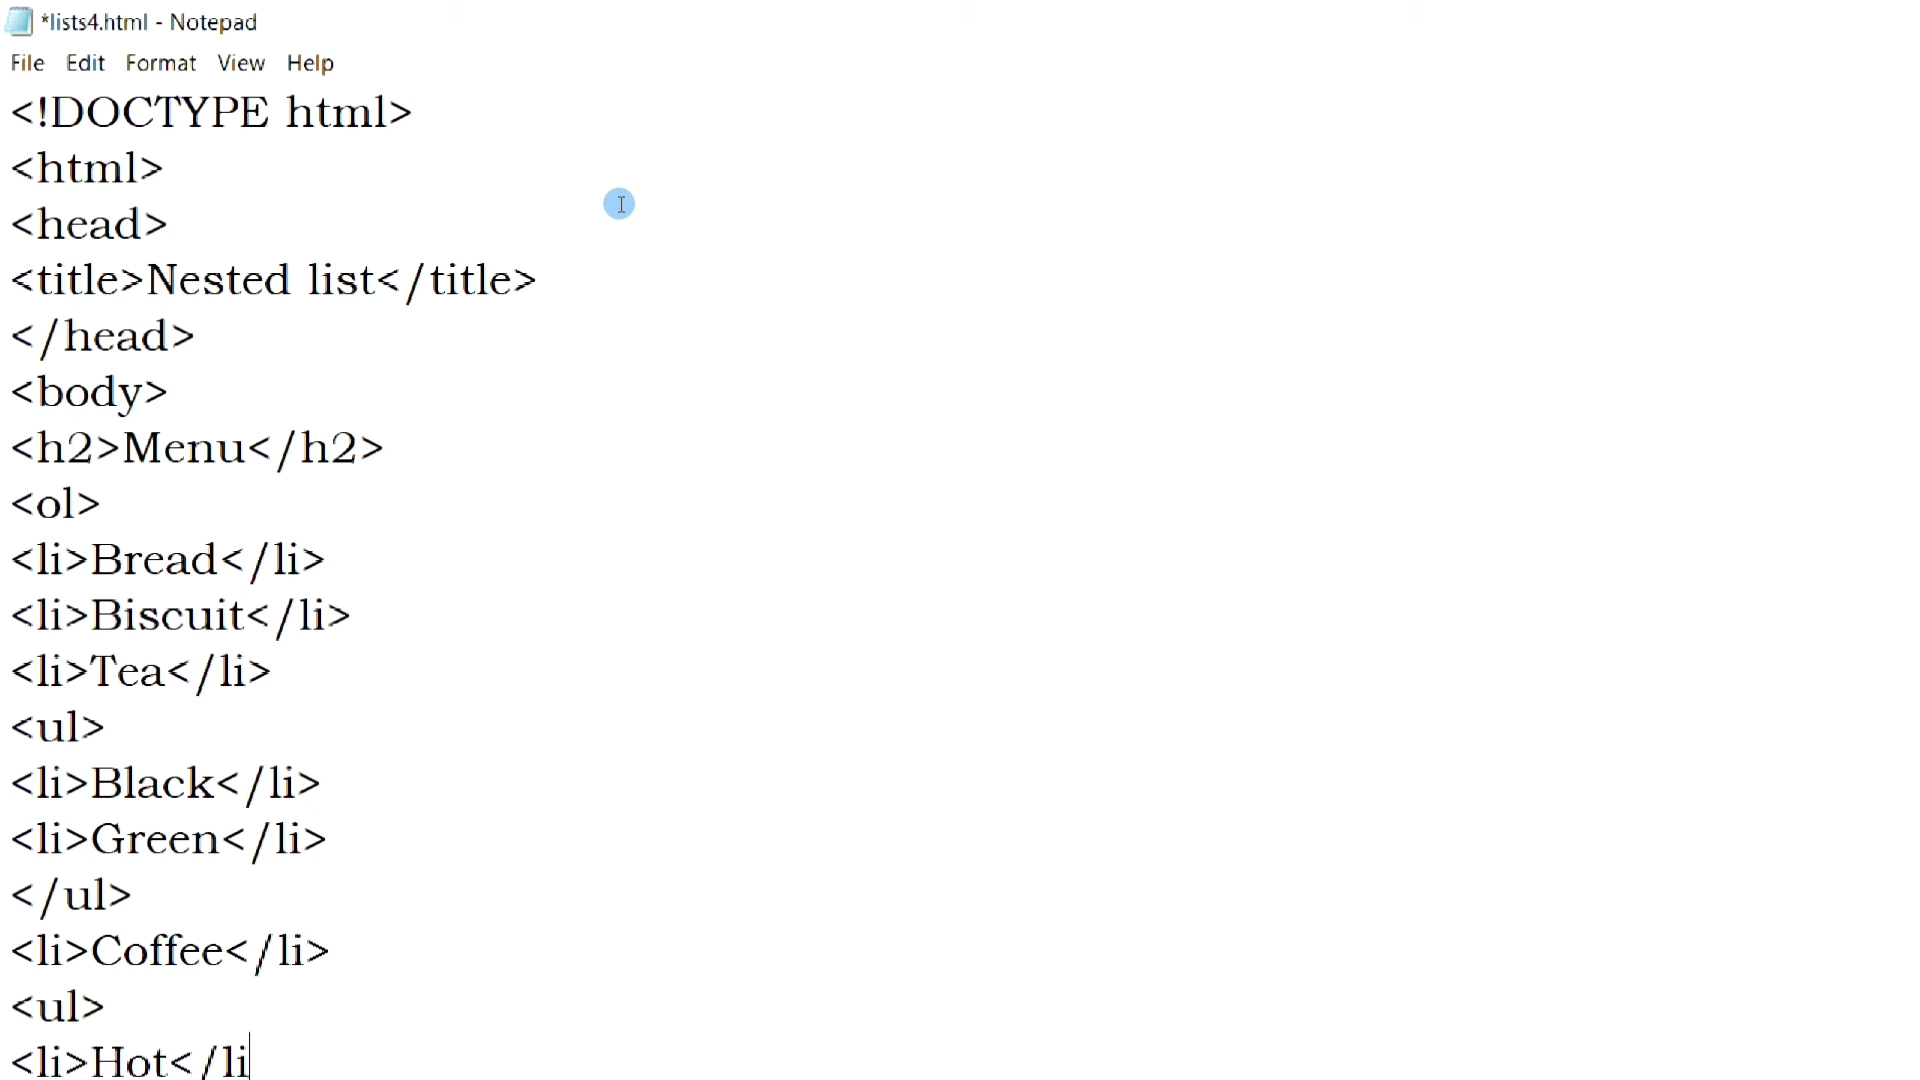 *lists4.html - Notepad
File Edit Format View Help
<!DOCTYPE html>
<html>
<head>
<title>Nested list</title>
</head>
<body>
<h2>Menu</h2>
<ol>
<li>Bread</li>
<li>Biscuit</li>
<li>Tea</li>
<ul>
<li>Black</li>
<li>Green</li>
</ul>
<li>Coffee</li>
<ul>
<li>Hot</li